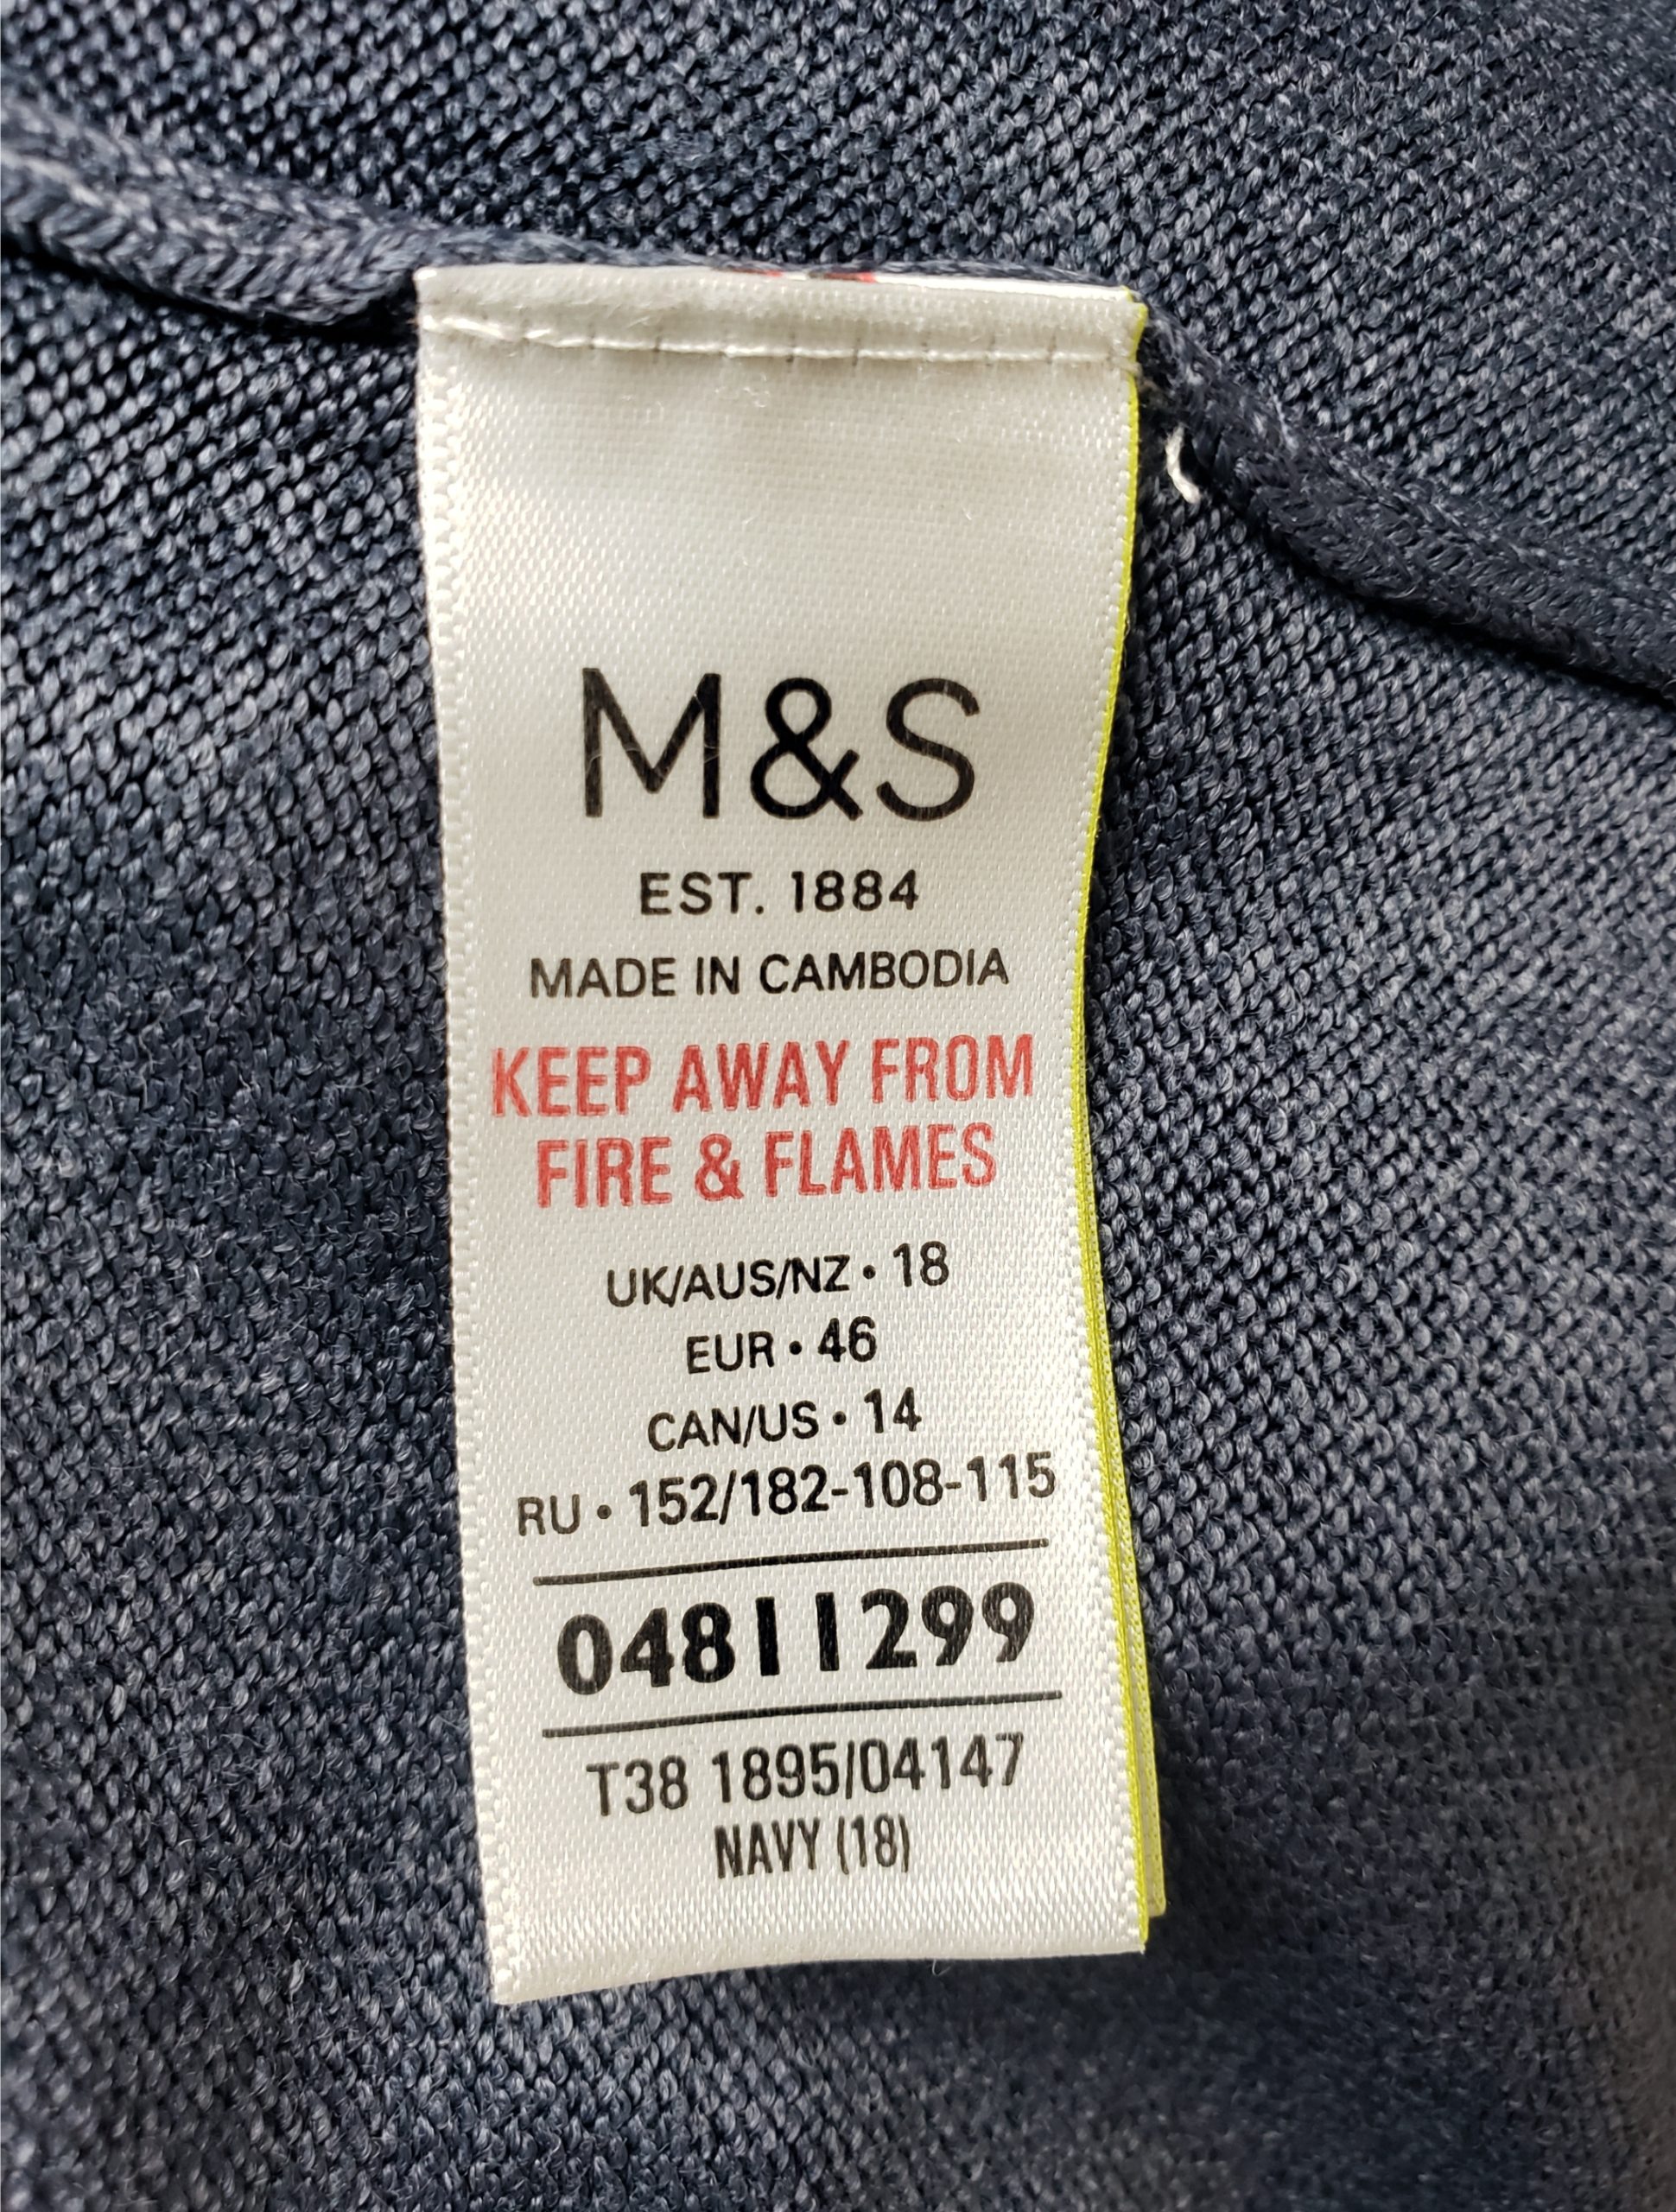 M&S
EST. 1884
MADE IN CAMBODIA
KEEP AWAY FROM
FIRE & FLAMES
UK/AUS/NZ • 18
EUR • 46
CAN/US • 14
RU • 152/182-108-115
04811299
T38 1895/04147
NAVY (18)